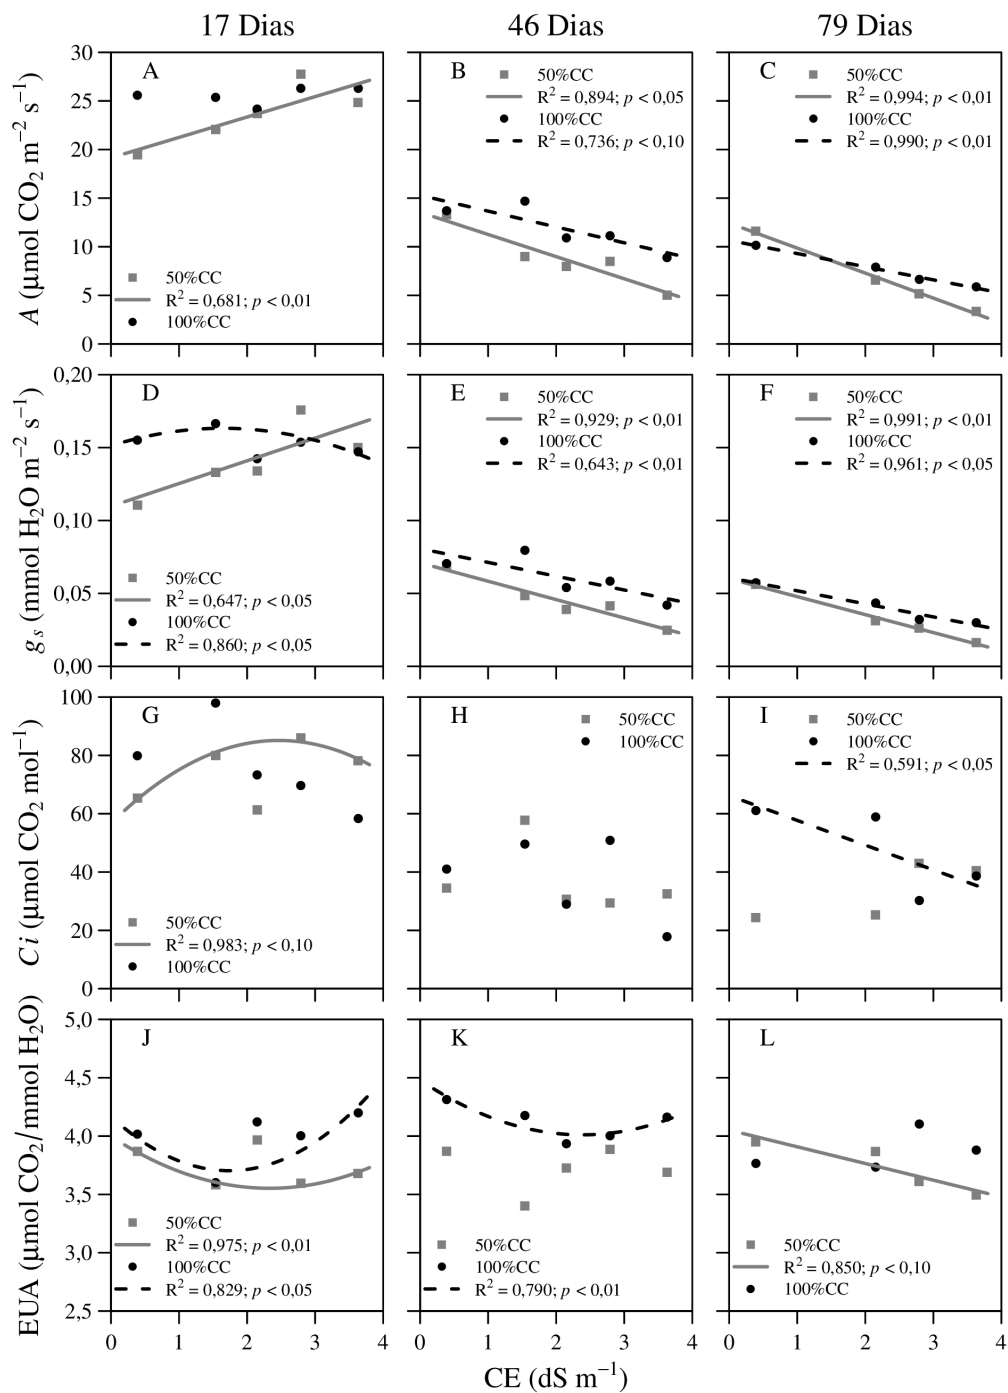 17 Dias
46 Dias
79 Dias
A (µmol CO₂ m⁻² s⁻¹)
30
25
20
15
10
5
0
A
50%CC
R² = 0,681; p < 0,01
100%CC
B
50%CC
R² = 0,894; p < 0,05
100%CC
R² = 0,736; p < 0,10
C
50%CC
R² = 0,994; p < 0,01
100%CC
R² = 0,990; p < 0,01
gₛ (mmol H₂O m⁻² s⁻¹)
0,20
0,15
0,10
0,05
0,00
D
50%CC
R² = 0,647; p < 0,05
100%CC
R² = 0,860; p < 0,05
E
50%CC
R² = 0,929; p < 0,01
100%CC
R² = 0,643; p < 0,01
F
50%CC
R² = 0,991; p < 0,01
100%CC
R² = 0,961; p < 0,05
Ci (µmol CO₂ mol⁻¹)
100
80
60
40
20
0
G
50%CC
R² = 0,983; p < 0,10
100%CC
H
50%CC
100%CC
I
50%CC
100%CC
R² = 0,591; p < 0,05
EUA (µmol CO₂/mmol H₂O)
5,0
4,5
4,0
3,5
3,0
2,5
J
50%CC
R² = 0,975; p < 0,01
100%CC
R² = 0,829; p < 0,05
K
50%CC
100%CC
R² = 0,790; p < 0,01
L
50%CC
R² = 0,850; p < 0,10
100%CC
0 1 2 3 4
0 1 2 3 4
0 1 2 3 4
CE (dS m⁻¹)